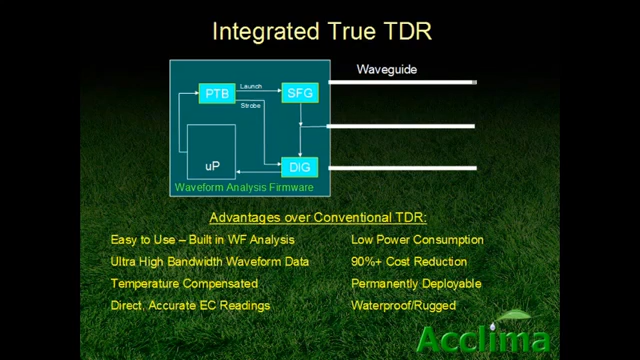 Integrated True TDR
Waveguide
Launch
PTB
SFG
Strobe
uP
DIG
Waveform Analysis Firmware
Advantages over Conventional TDR:
Easy to Use – Built in WF Analysis
Low Power Consumption
Ultra High Bandwidth Waveform Data
90%+ Cost Reduction
Temperature Compensated
Permanently Deployable
Direct, Accurate EC Readings
Waterproof/Rugged
Acclima